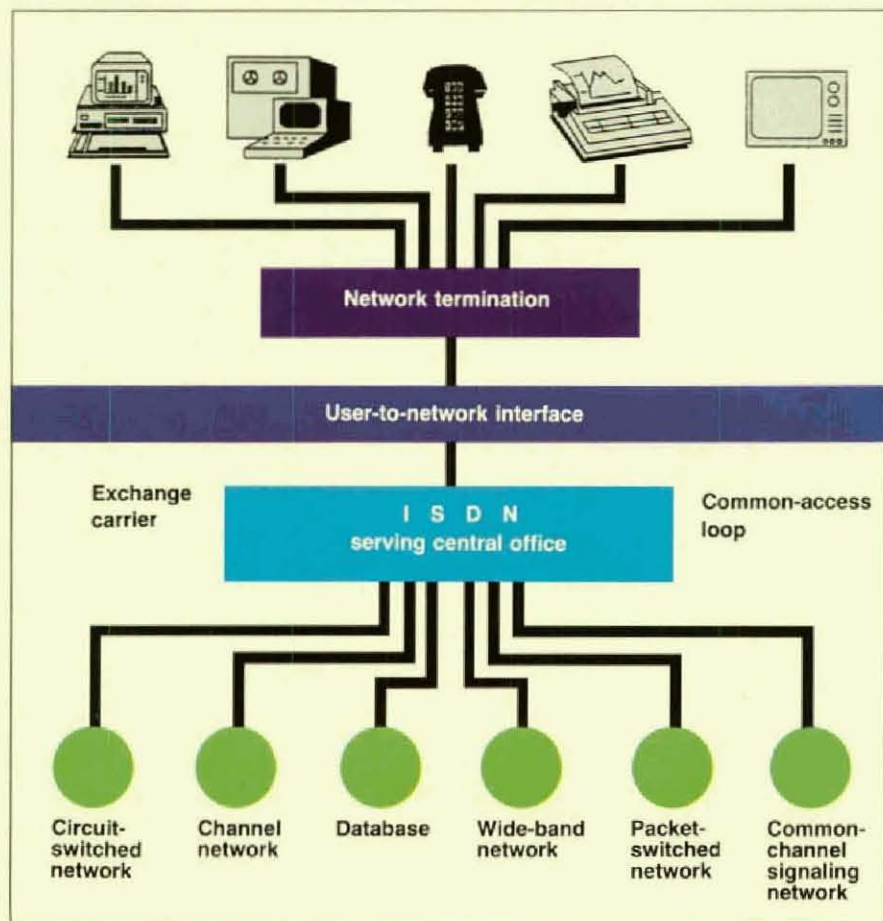 Network termination
User-to-network interface
Exchange
carrier
I S D N
serving central office
Common-access
loop
Circuit-
switched
network
Channel
network
Database
Wide-band
network
Packet-
switched
network
Common-
channel
signaling
network